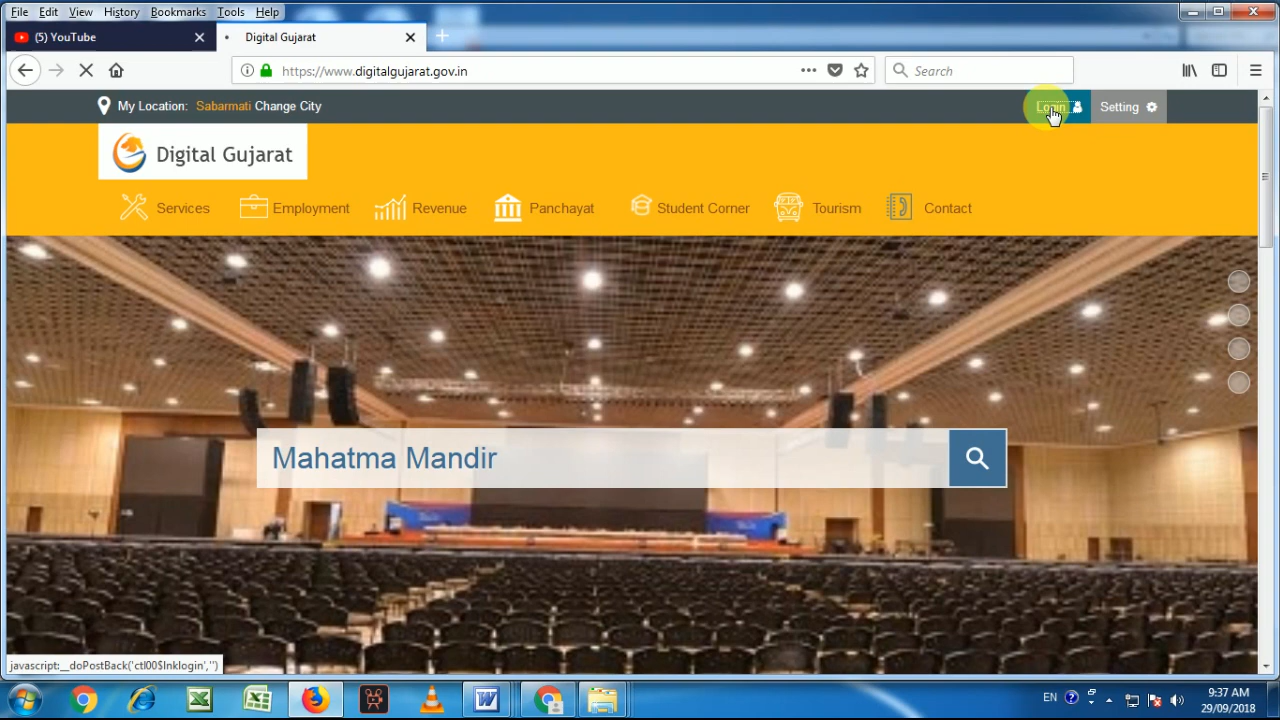 File Edit View History Bookmarks Tools Help
(5) YouTube
Digital Gujarat
https://www.digitalgujarat.gov.in
Search
My Location: Sabarmati Change City
Login
Setting
Digital Gujarat
Services
Employment
Revenue
Panchayat
Student Corner
Tourism
Contact
Mahatma Mandir
javascript:__doPostBack('ctl00$lnklogin','')
EN
9:37 AM
29/09/2018